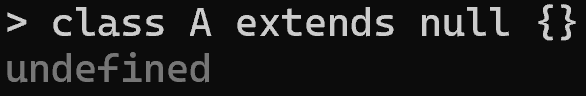 > class A extends null {}
undefined